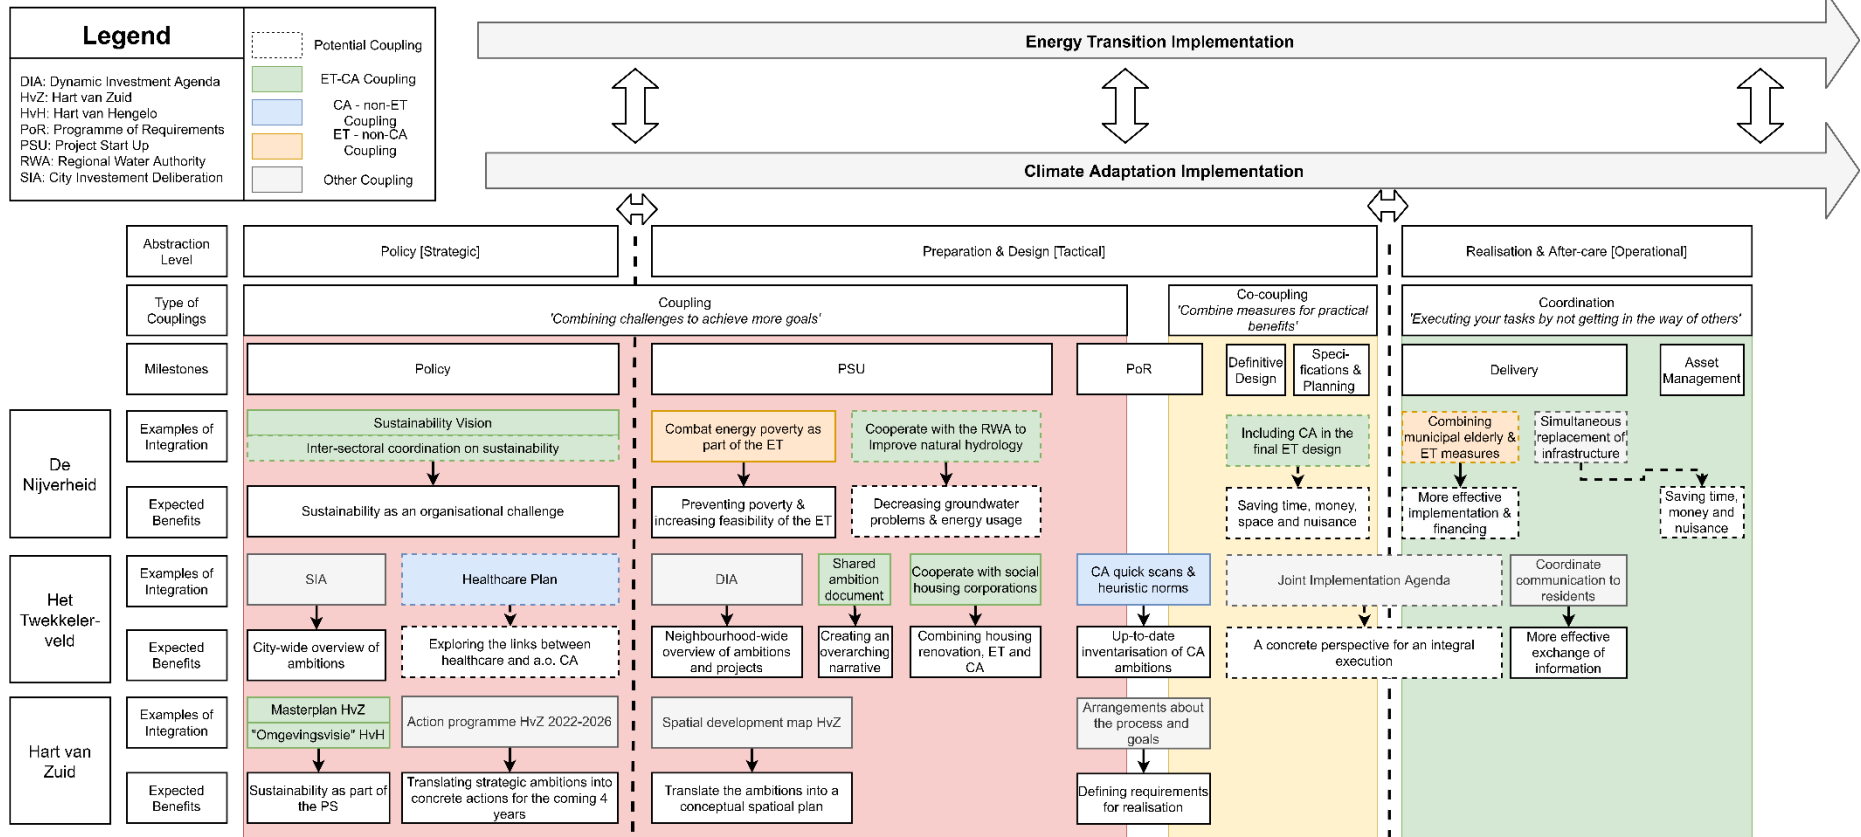 Legend
DIA: Dynamic Investment Agenda
HvZ: Hart van Zuid
HvH: Hart van Hengelo
PoR: Programme of Requirements
PSU: Project Start Up
RWA: Regional Water Authority
SIA: City Investement Deliberation
Potential Coupling
ET-CA Coupling
CA - non-ET
Coupling
ET - non-CA
Coupling
Other Coupling
Energy Transition Implementation
Climate Adaptation Implementation
Abstraction
Level
Policy [Strategic]
Preparation & Design [Tactical]
Realisation & After-care [Operational]
Type of
Couplings
Coupling
'Combining challenges to achieve more goals'
Co-coupling
'Combine measures for practical
benefits'
Coordination
'Executing your tasks by not getting in the way of others'
Milestones
Policy
PSU
PoR
Definitive
Design
Speci-
fications &
Planning
Delivery
Asset
Management
De
Nijverheid
Examples of
Integration
Sustainability Vision
Inter-sectoral coordination on sustainability
Combat energy poverty as
part of the ET
Cooperate with the RWA to
Improve natural hydrology
Including CA in the
final ET design
Combining
municipal elderly &
ET measures
Simultaneous
replacement of
infrastructure
Expected
Benefits
Sustainability as an organisational challenge
Preventing poverty &
increasing feasibility of the ET
Decreasing groundwater
problems & energy usage
Saving time, money,
space and nuisance
More effective
implementation &
financing
Saving time,
money and
nuisance
Het
Twekkeler-
veld
Examples of
Integration
SIA
Healthcare Plan
DIA
Shared
ambition
document
Cooperate with social
housing corporations
CA quick scans &
heuristic norms
Joint Implementation Agenda
Coordinate
communication to
residents
Expected
Benefits
City-wide overview of
ambitions
Exploring the links between
healthcare and a.o. CA
Neighbourhood-wide
overview of ambitions
and projects
Creating an
overarching
narrative
Combining housing
renovation, ET and
CA
Up-to-date
inventarisation of CA
ambitions
A concrete perspective for an integral
execution
More effective
exchange of
information
Hart van
Zuid
Examples of
Integration
Masterplan HvZ
"Omgevingsvisie" HvH
Action programme HvZ 2022-2026
Spatial development map HvZ
Arrangements about
the process and
goals
Expected
Benefits
Sustainability as part of
the PS
Translating strategic ambitions into
concrete actions for the coming 4
years
Translate the ambitions into a
conceptual spatioal plan
Defining requirements
for realisation